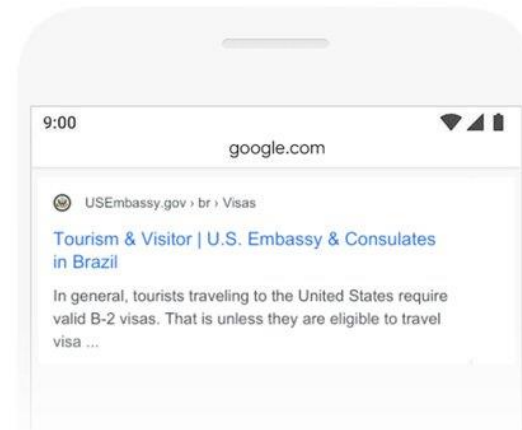 9:00
google.com
USEmbassy.gov › br › Visas
Tourism & Visitor | U.S. Embassy & Consulates
in Brazil
In general, tourists traveling to the United States require
valid B-2 visas. That is unless they are eligible to travel
visa ...